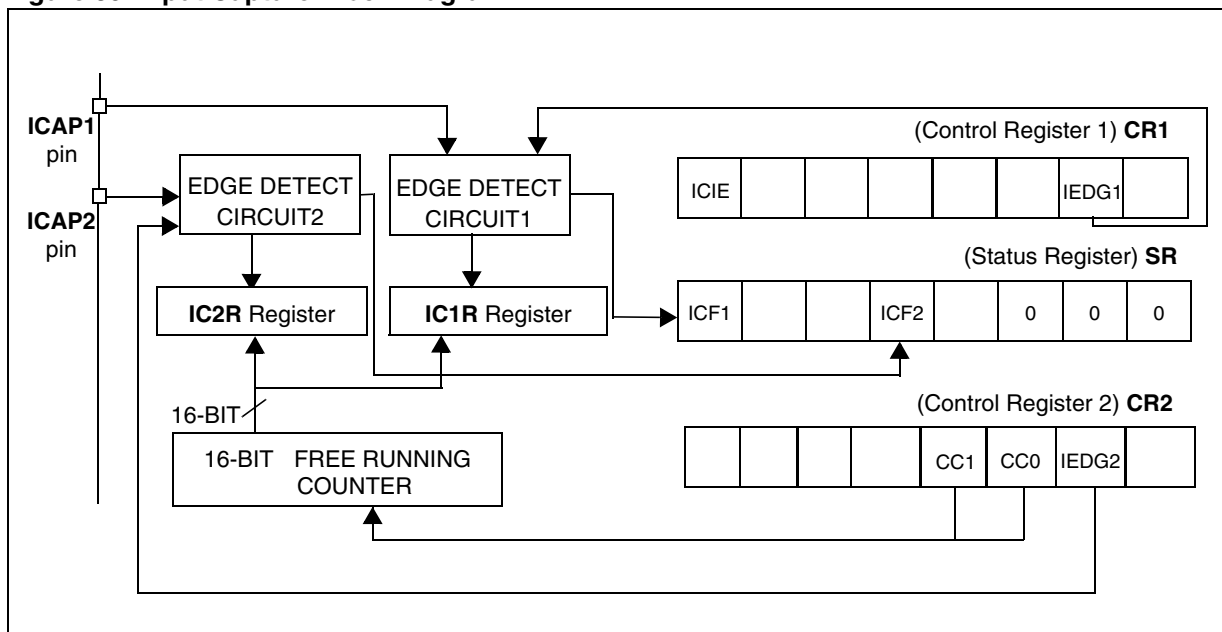 ICAP1
pin
ICAP2
pin
EDGE DETECT
CIRCUIT2
EDGE DETECT
CIRCUIT1
(Control Register 1) CR1
ICIE IEDG1
(Status Register) SR
IC2R Register
IC1R Register
ICF1 ICF2 0 0 0
16-BIT
(Control Register 2) CR2
16-BIT FREE RUNNING
COUNTER
CC1 CC0 IEDG2